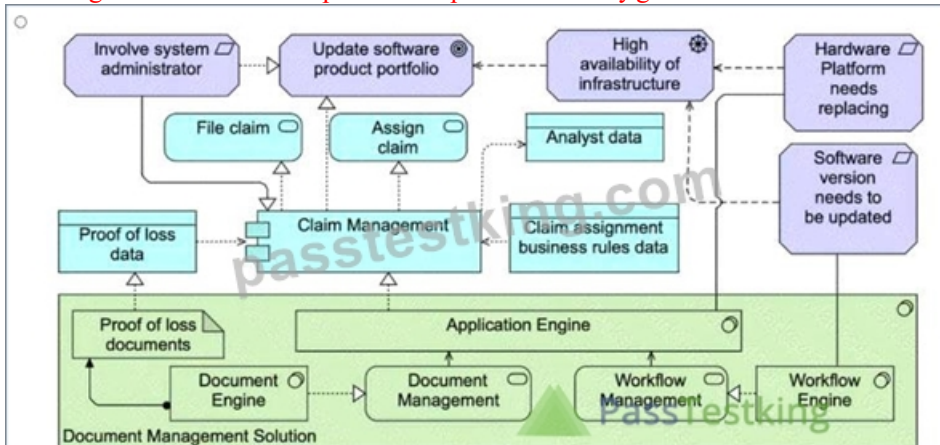 Involve system
administrator
Update software
product portfolio
High
availability of
infrastructure
Hardware
Platform
needs
replacing
File claim
Assign
claim
Analyst data
Software
version
needs to
be updated
Proof of loss
data
Claim Management
Claim assignment
business rules data
passtestking.com
Proof of loss
documents
Application Engine
Document
Engine
Document
Management
Workflow
Management
Workflow
Engine
PassTestking
Document Management Solution